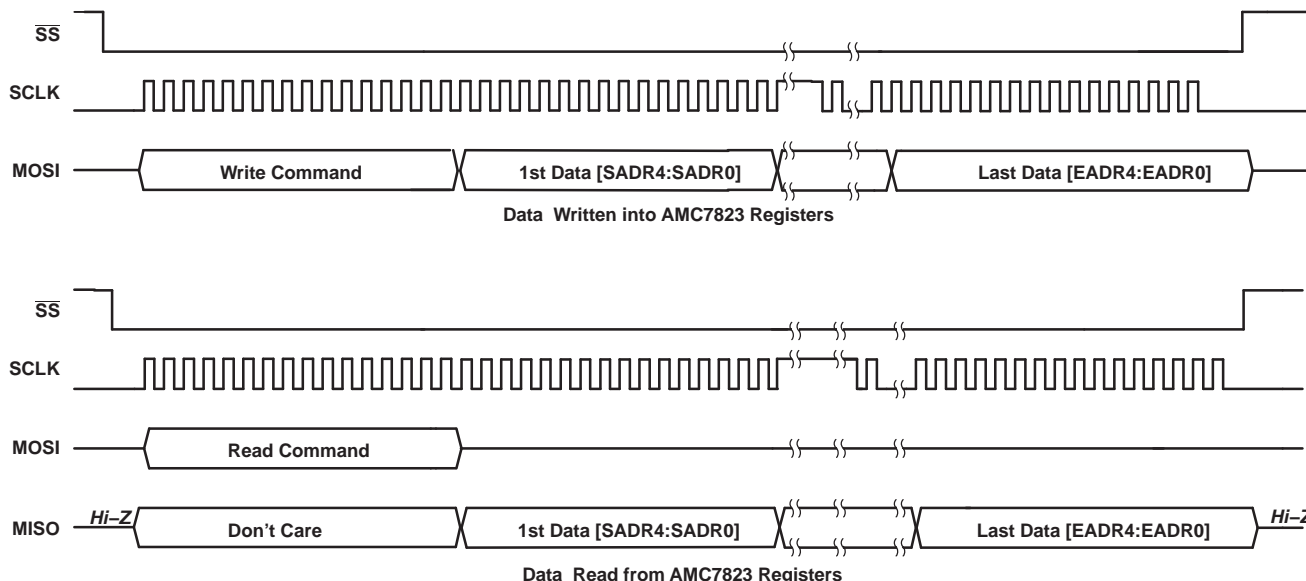 SS
SCLK
MOSI Write Command 1st Data [SADR4:SADR0] Last Data [EADR4:EADR0]
Data Written into AMC7823 Registers
SS
SCLK
MOSI Read Command
MISO Hi–Z Don't Care 1st Data [SADR4:SADR0] Last Data [EADR4:EADR0] Hi–Z
Data Read from AMC7823 Registers